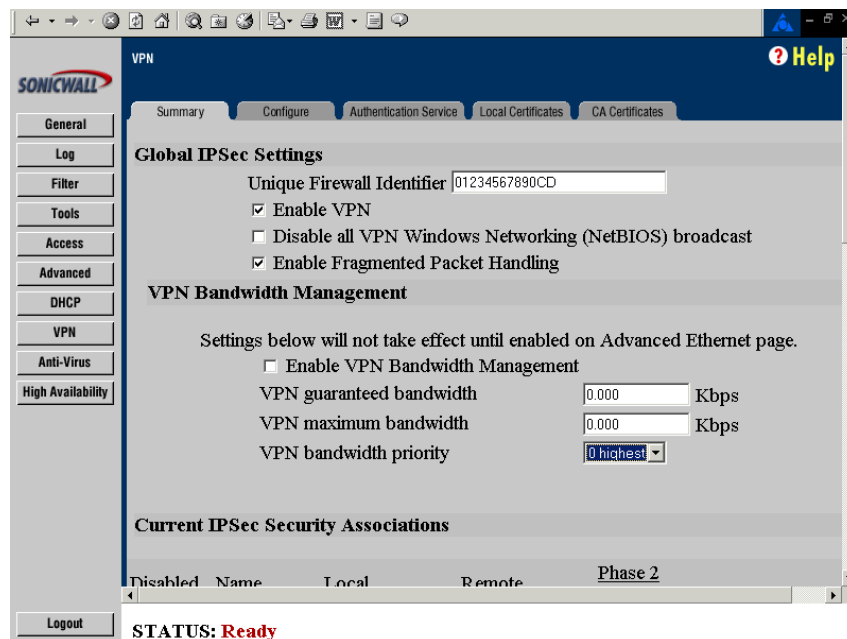 VPN
? Help
SONICWALL
Summary
Configure
Authentication Service
Local Certificates
CA Certificates
General
Log
Filter
Tools
Access
Advanced
DHCP
VPN
Anti-Virus
High Availability
Logout
Global IPSec Settings
Unique Firewall Identifier 01234567890CD
Enable VPN
Disable all VPN Windows Networking (NetBIOS) broadcast
Enable Fragmented Packet Handling
VPN Bandwidth Management
Settings below will not take effect until enabled on Advanced Ethernet page.
Enable VPN Bandwidth Management
VPN guaranteed bandwidth 0.000 Kbps
VPN maximum bandwidth 0.000 Kbps
VPN bandwidth priority 0 highest
Current IPSec Security Associations
Phase 2
Disabled Name Local Remote
STATUS: Ready